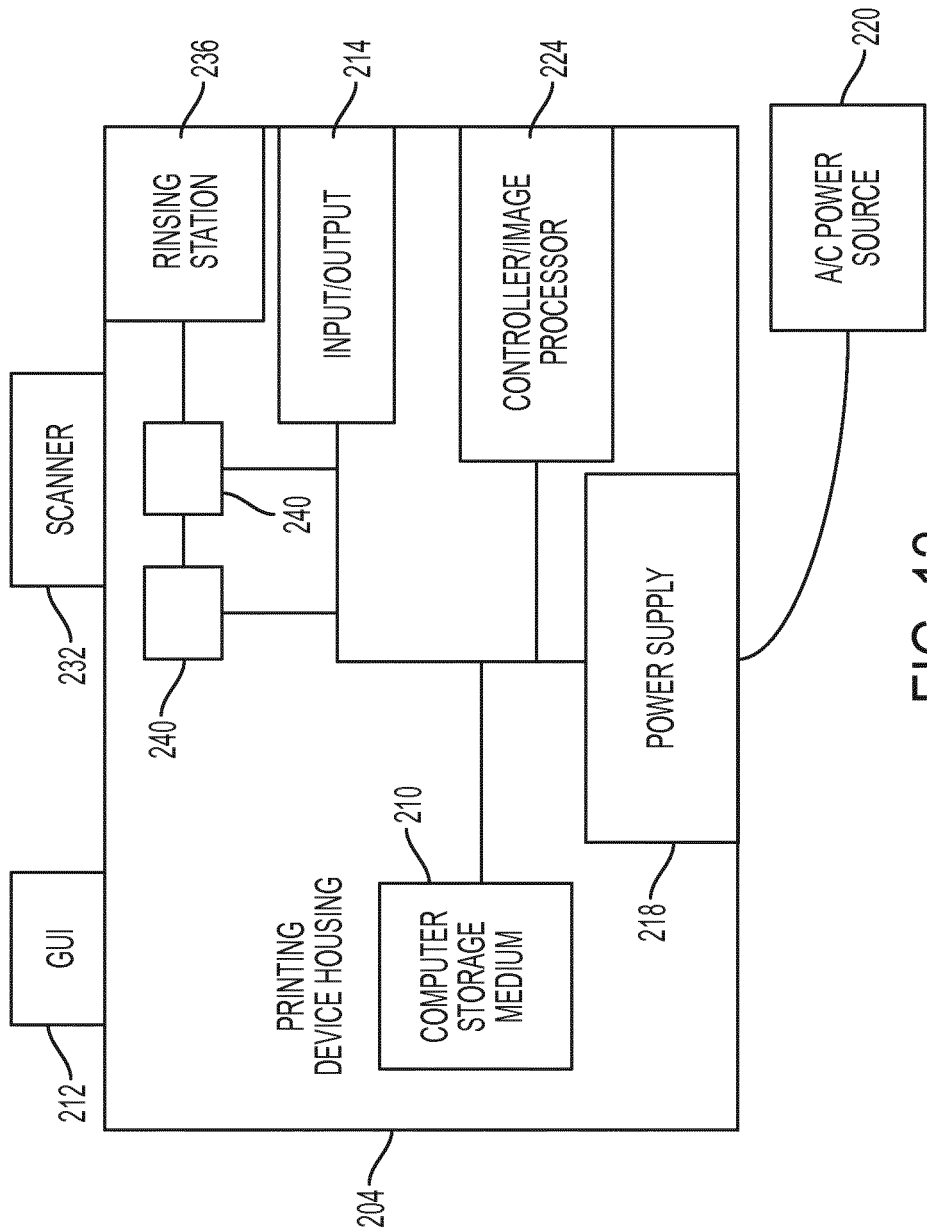 204
212
GUI
232
SCANNER
PRINTING
DEVICE HOUSING
240
240
RINSING
STATION
236
210
COMPUTER
STORAGE
MEDIUM
INPUT/OUTPUT
214
CONTROLLER/IMAGE
PROCESSOR
224
218
POWER SUPPLY
A/C POWER
SOURCE
220
FIG.